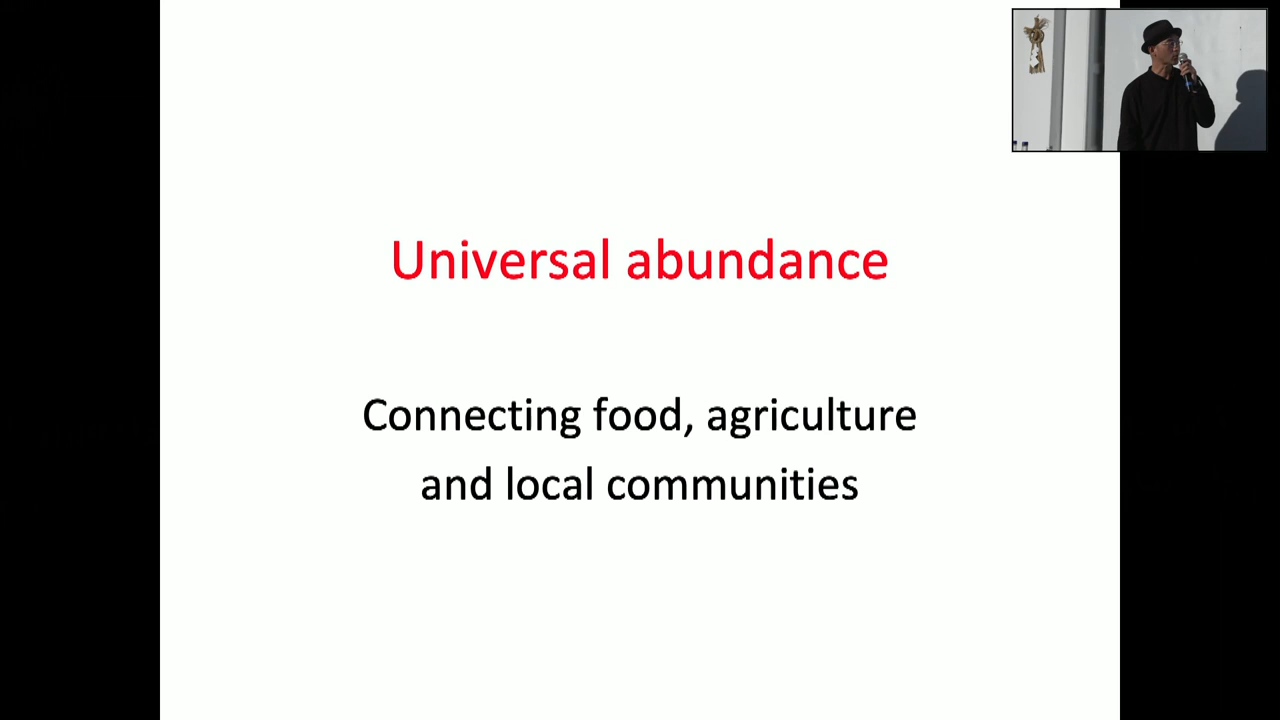 Universal abundance
Connecting food, agriculture
and local communities